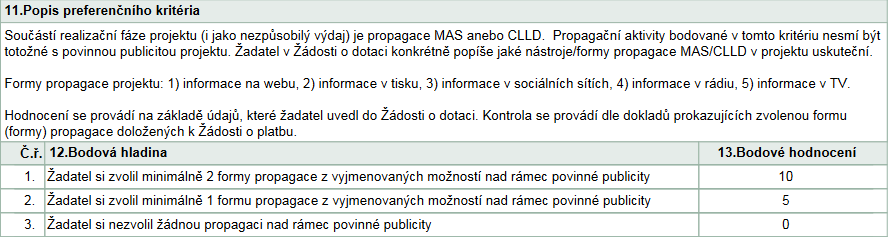 11.Popis preferenčního kritéria
Součástí realizační fáze projektu (i jako nezpůsobilý výdaj) je propagace MAS anebo CLLD.  Propagační aktivity bodované v tomto kritériu nesmí být
totožné s povinnou publicitou projektu. Žadatel v Žádosti o dotaci konkrétně popíše jaké nástroje/formy propagace MAS/CLLD v projektu uskuteční.
Formy propagace projektu: 1) informace na webu, 2) informace v tisku, 3) informace v sociálních sítích, 4) informace v rádiu, 5) informace v TV.
Hodnocení se provádí na základě údajů, které žadatel uvedl do Žádosti o dotaci. Kontrola se provádí dle dokladů prokazujících zvolenou formu
(formy) propagace doložených k Žádosti o platbu.
Č.ř. 12.Bodová hladina 13.Bodové hodnocení
1. Žadatel si zvolil minimálně 2 formy propagace z vyjmenovaných možností nad rámec povinné publicity 10
2. Žadatel si zvolil minimálně 1 formu propagace z vyjmenovaných možností nad rámec povinné publicity 5
3. Žadatel si nezvolil žádnou propagaci nad rámec povinné publicity 0